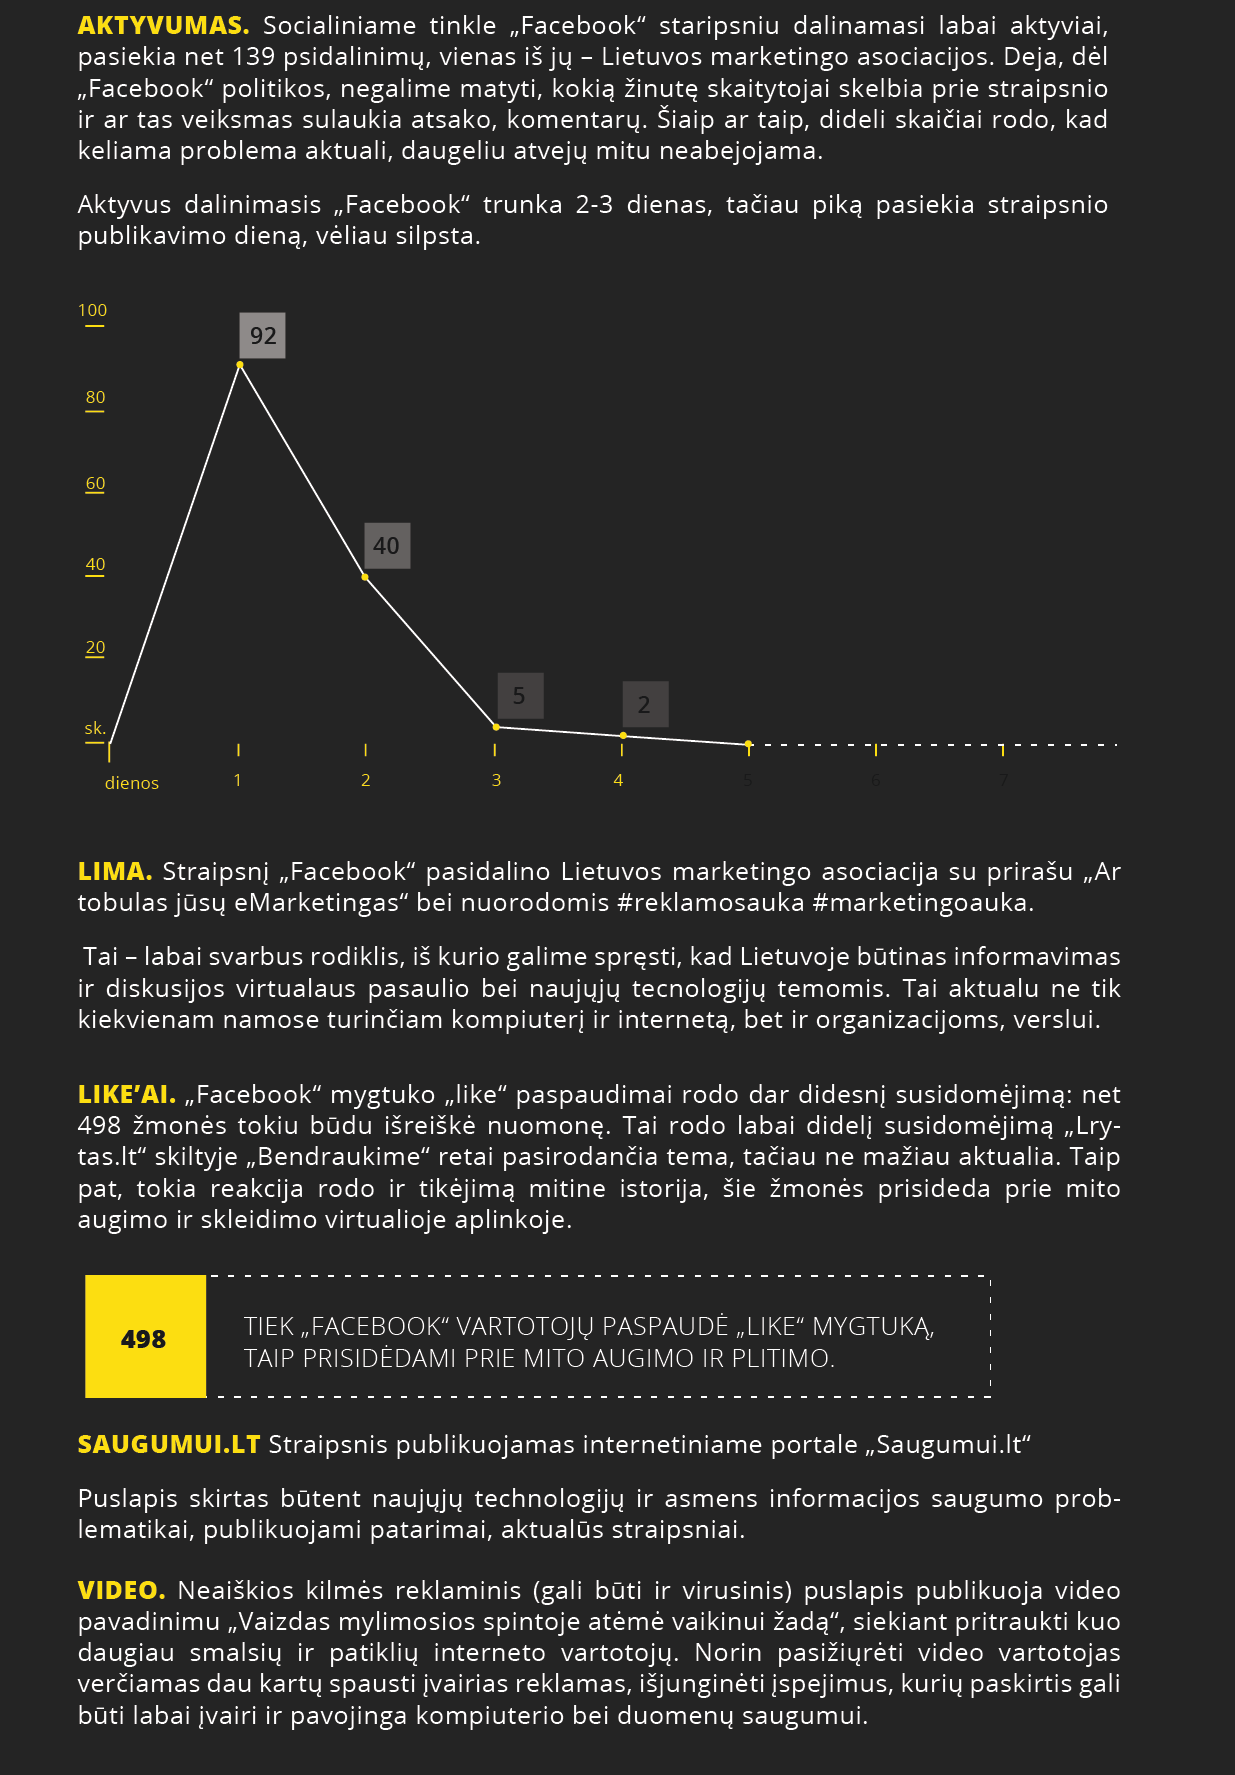 AKTYVUMAS. Socialiniame tinkle „Facebook“ staripsniu dalinamasi labai aktyviai,
pasiekia net 139 psidalinimų, vienas iš jų – Lietuvos marketingo asociacijos. Deja, dėl
„Facebook“ politikos, negalime matyti, kokią žinutę skaitytojai skelbia prie straipsnio
ir ar tas veiksmas sulaukia atsako, komentarų. Šiaip ar taip, dideli skaičiai rodo, kad
keliama problema aktuali, daugeliu atvejų mitu neabejojama.
Aktyvus dalinimasis „Facebook“ trunka 2-3 dienas, tačiau piką pasiekia straipsnio
publikavimo dieną, vėliau silpsta.
100
92
80
60
40
40
20
5
2
sk.
dienos
1
2
3
4
5
6
7
LIMA. Straipsnį „Facebook“ pasidalino Lietuvos marketingo asociacija su prirašu „Ar
tobulas jūsų eMarketingas“ bei nuorodomis #reklamosauka #marketingoauka.
Tai – labai svarbus rodiklis, iš kurio galime spręsti, kad Lietuvoje būtinas informavimas
ir diskusijos virtualaus pasaulio bei naujųjų tecnologijų temomis. Tai aktualu ne tik
kiekvienam namose turinčiam kompiuterį ir internetą, bet ir organizacijoms, verslui.
LIKE’AI. „Facebook“ mygtuko „like“ paspaudimai rodo dar didesnį susidomėjimą: net
498 žmonės tokiu būdu išreiškė nuomonę. Tai rodo labai didelį susidomėjimą „Lry-
tas.lt“ skiltyje „Bendraukime“ retai pasirodančia tema, tačiau ne mažiau aktualia. Taip
pat, tokia reakcija rodo ir tikėjimą mitine istorija, šie žmonės prisideda prie mito
augimo ir skleidimo virtualioje aplinkoje.
498
TIEK „FACEBOOK“ VARTOTOJŲ PASPAUDĖ „LIKE“ MYGTUKĄ,
TAIP PRISIDĖDAMI PRIE MITO AUGIMO IR PLITIMO.
SAUGUMUI.LT Straipsnis publikuojamas internetiniame portale „Saugumui.lt“
Puslapis skirtas būtent naujųjų technologijų ir asmens informacijos saugumo prob-
lematikai, publikuojami patarimai, aktualūs straipsniai.
VIDEO. Neaiškios kilmės reklaminis (gali būti ir virusinis) puslapis publikuoja video
pavadinimu „Vaizdas mylimosios spintoje atėmė vaikinui žadą“, siekiant pritraukti kuo
daugiau smalsių ir patiklių interneto vartotojų. Norin pasižiųrėti video vartotojas
verčiamas dau kartų spausti įvairias reklamas, išjunginėti įspejimus, kurių paskirtis gali
būti labai įvairi ir pavojinga kompiuterio bei duomenų saugumui.